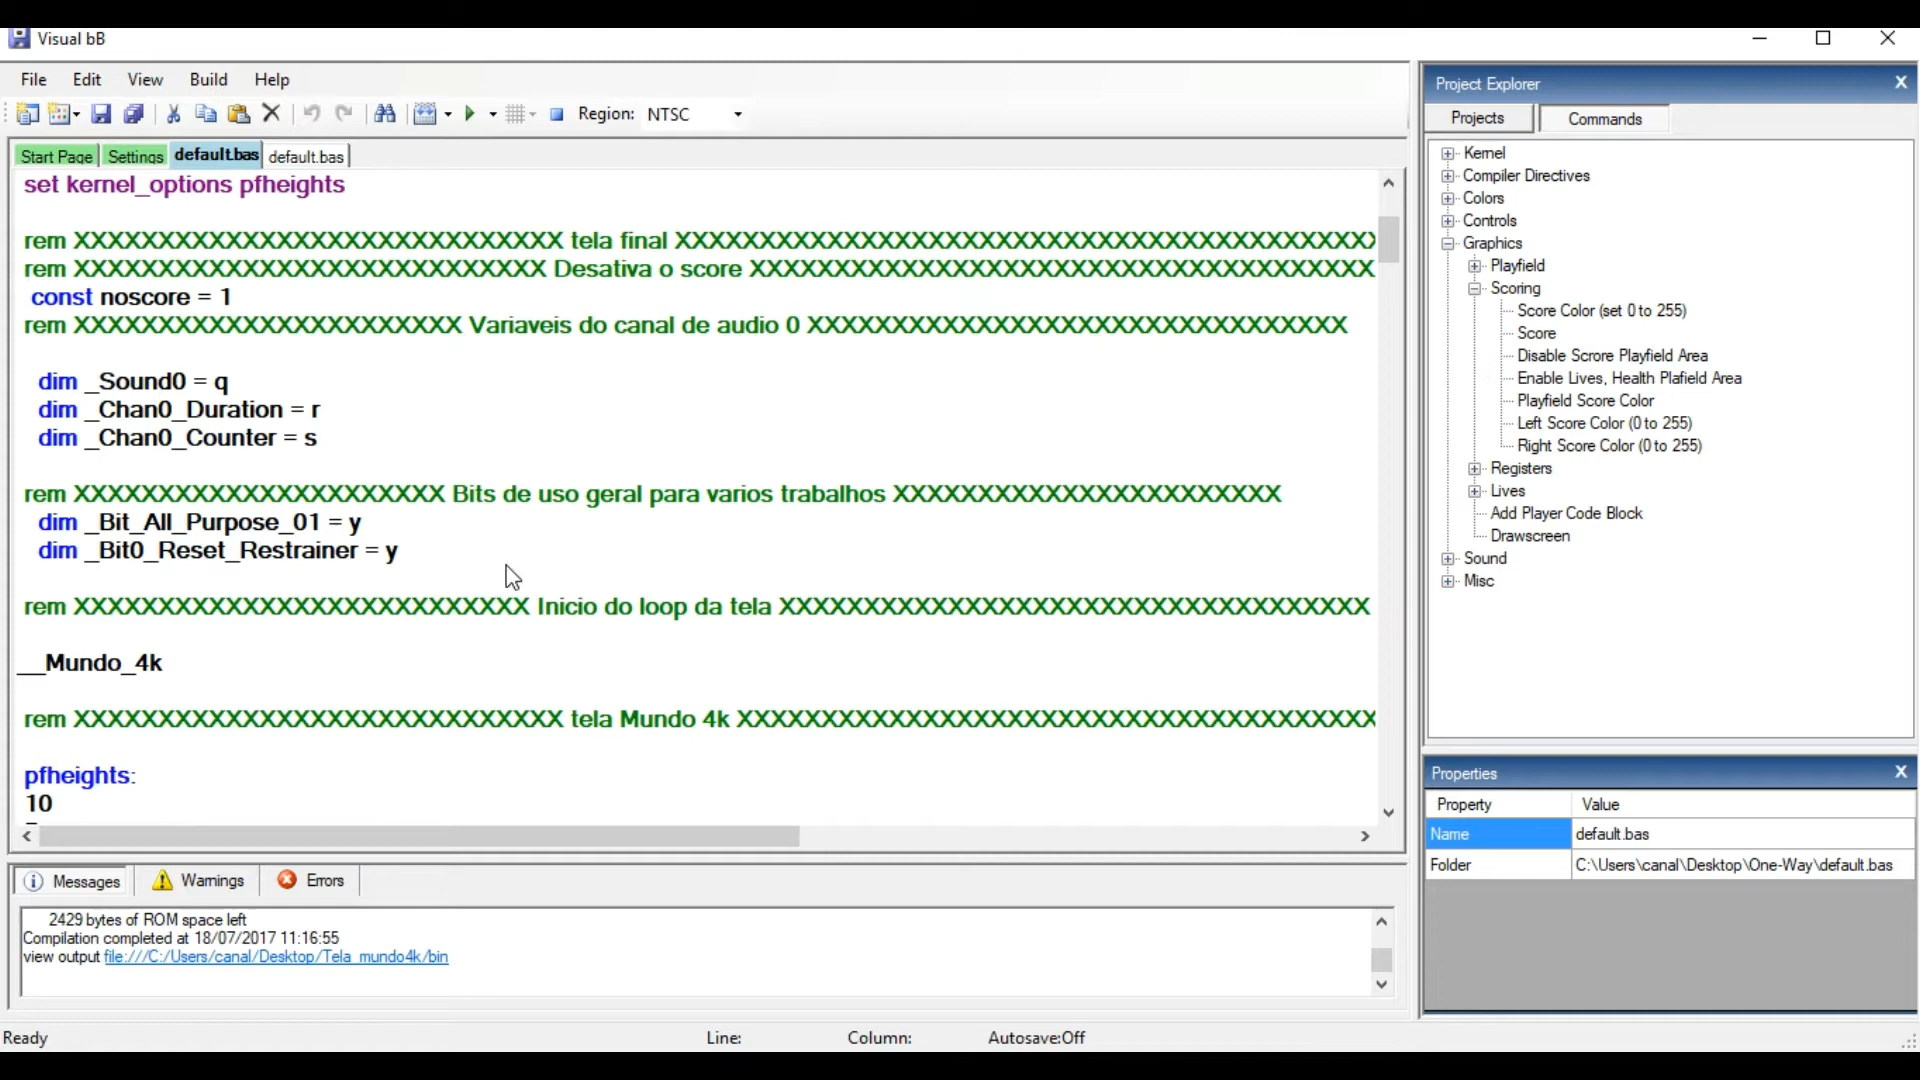 Visual bB
File Edit View Build Help
Region: NTSC
Start Page Settings default.bas default.bas
set kernel_options pfheights
rem XXXXXXXXXXXXXXXXXXXXXXXXXXXXX tela final XXXXXXXXXXXXXXXXXXXXXXXXXXXXXXXXXXXXXXXXXX
rem XXXXXXXXXXXXXXXXXXXXXXXXXXXX Desativa o score XXXXXXXXXXXXXXXXXXXXXXXXXXXXXXXXXXXXX
const noscore = 1
rem XXXXXXXXXXXXXXXXXXXXXXX Variaveis do canal de audio 0 XXXXXXXXXXXXXXXXXXXXXXXXXXXXXXXX
dim _Sound0 = q
dim _Chan0_Duration = r
dim _Chan0_Counter = s
rem XXXXXXXXXXXXXXXXXXXXXX Bits de uso geral para varios trabalhos XXXXXXXXXXXXXXXXXXXXXXX
dim _Bit_All_Purpose_01 = y
dim _Bit0_Reset_Restrainer = y
rem XXXXXXXXXXXXXXXXXXXXXXXXXXX Inicio do loop da tela XXXXXXXXXXXXXXXXXXXXXXXXXXXXXXXXXXX
__Mundo_4k
rem XXXXXXXXXXXXXXXXXXXXXXXXXXXXX tela Mundo 4k XXXXXXXXXXXXXXXXXXXXXXXXXXXXXXXXXXXXXX
pfheights:
10
Messages Warnings Errors
2429 bytes of ROM space left
Compilation completed at 18/07/2017 11:16:55
view output file:///C:/Users/canal/Desktop/Tela_mundo4k/bin
Ready Line: Column: Autosave:Off
Project Explorer X
Projects Commands
Kernel
Compiler Directives
Colors
Controls
Graphics
Playfield
Scoring
Score Color (set 0 to 255)
Score
Disable Scrore Playfield Area
Enable Lives, Health Plafield Area
Playfield Score Color
Left Score Color (0 to 255)
Right Score Color (0 to 255)
Registers
Lives
Add Player Code Block
Drawscreen
Sound
Misc
Properties X
Property Value
Name default.bas
Folder C:\Users\canal\Desktop\One-Way\default.bas